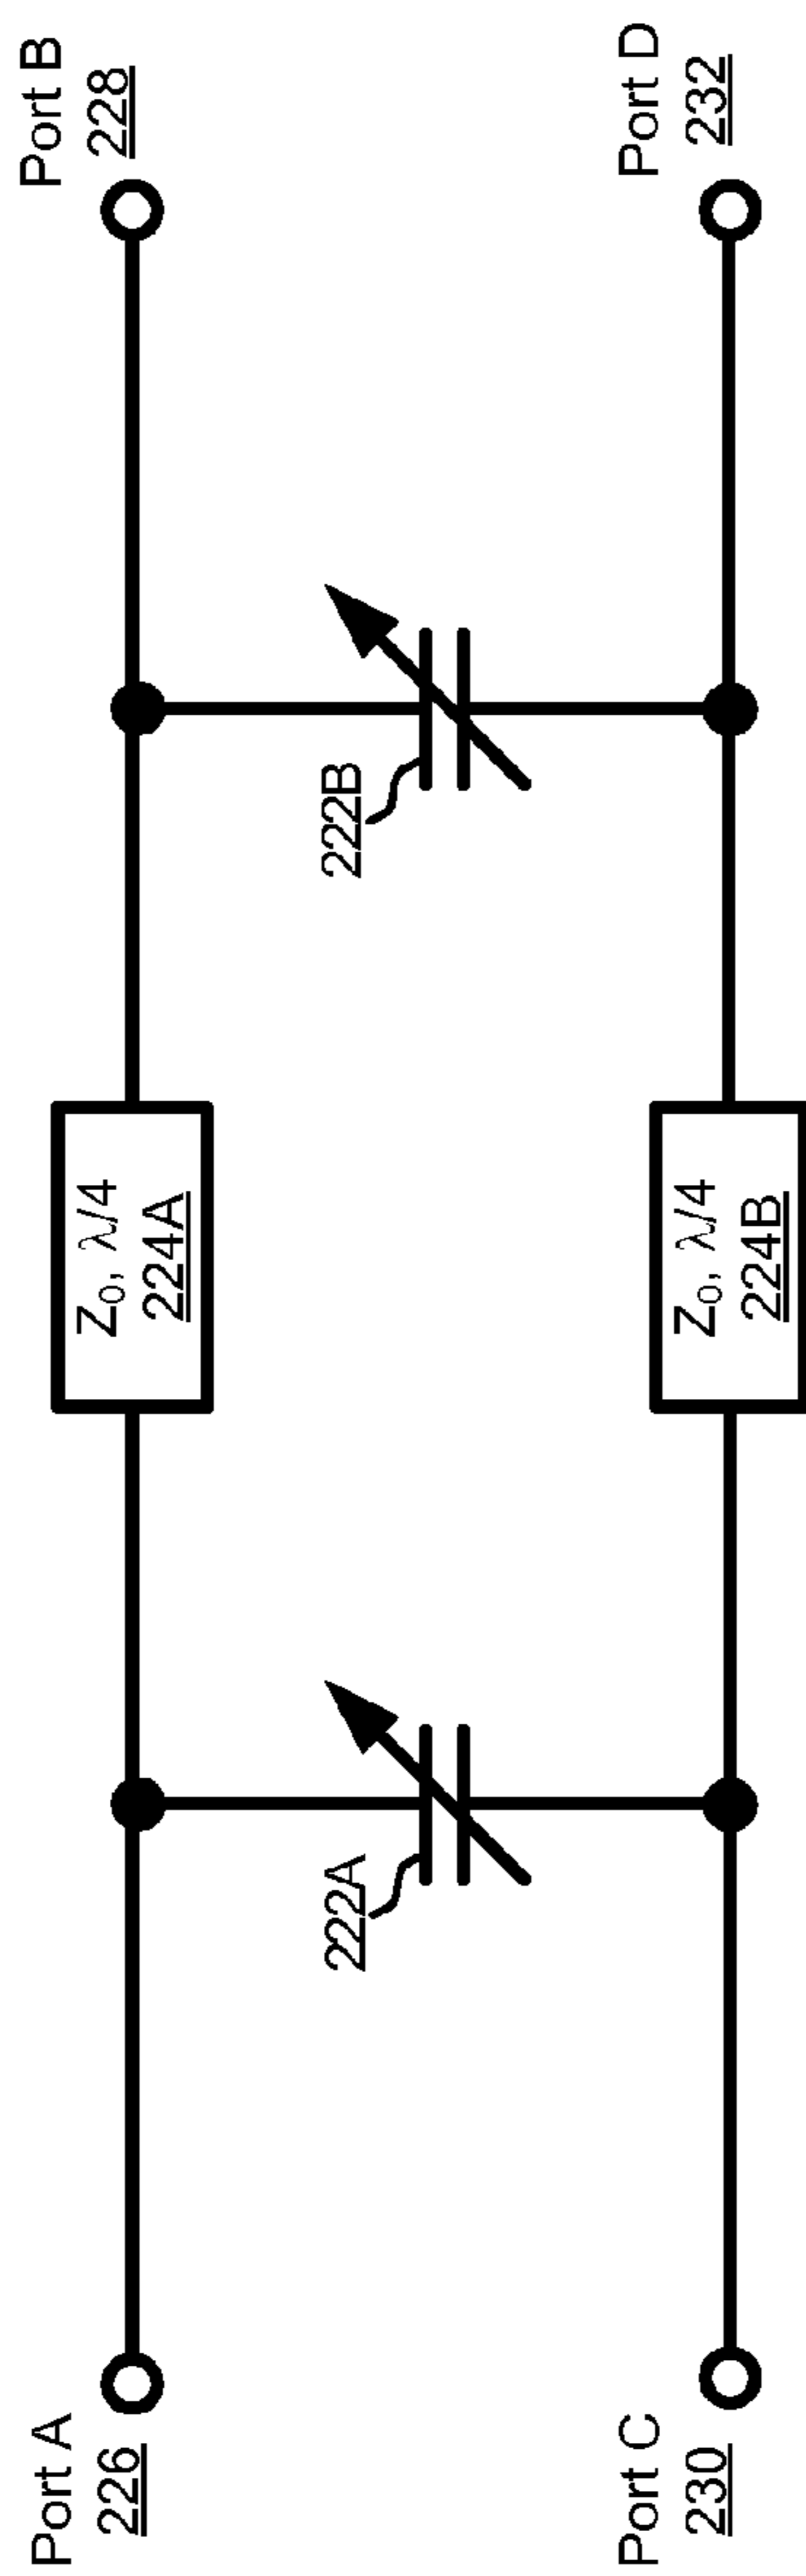 Port A
226
Port B
228
Z₀, λ/4
224A
222A
222B
Z₀, λ/4
224B
Port C
230
Port D
232